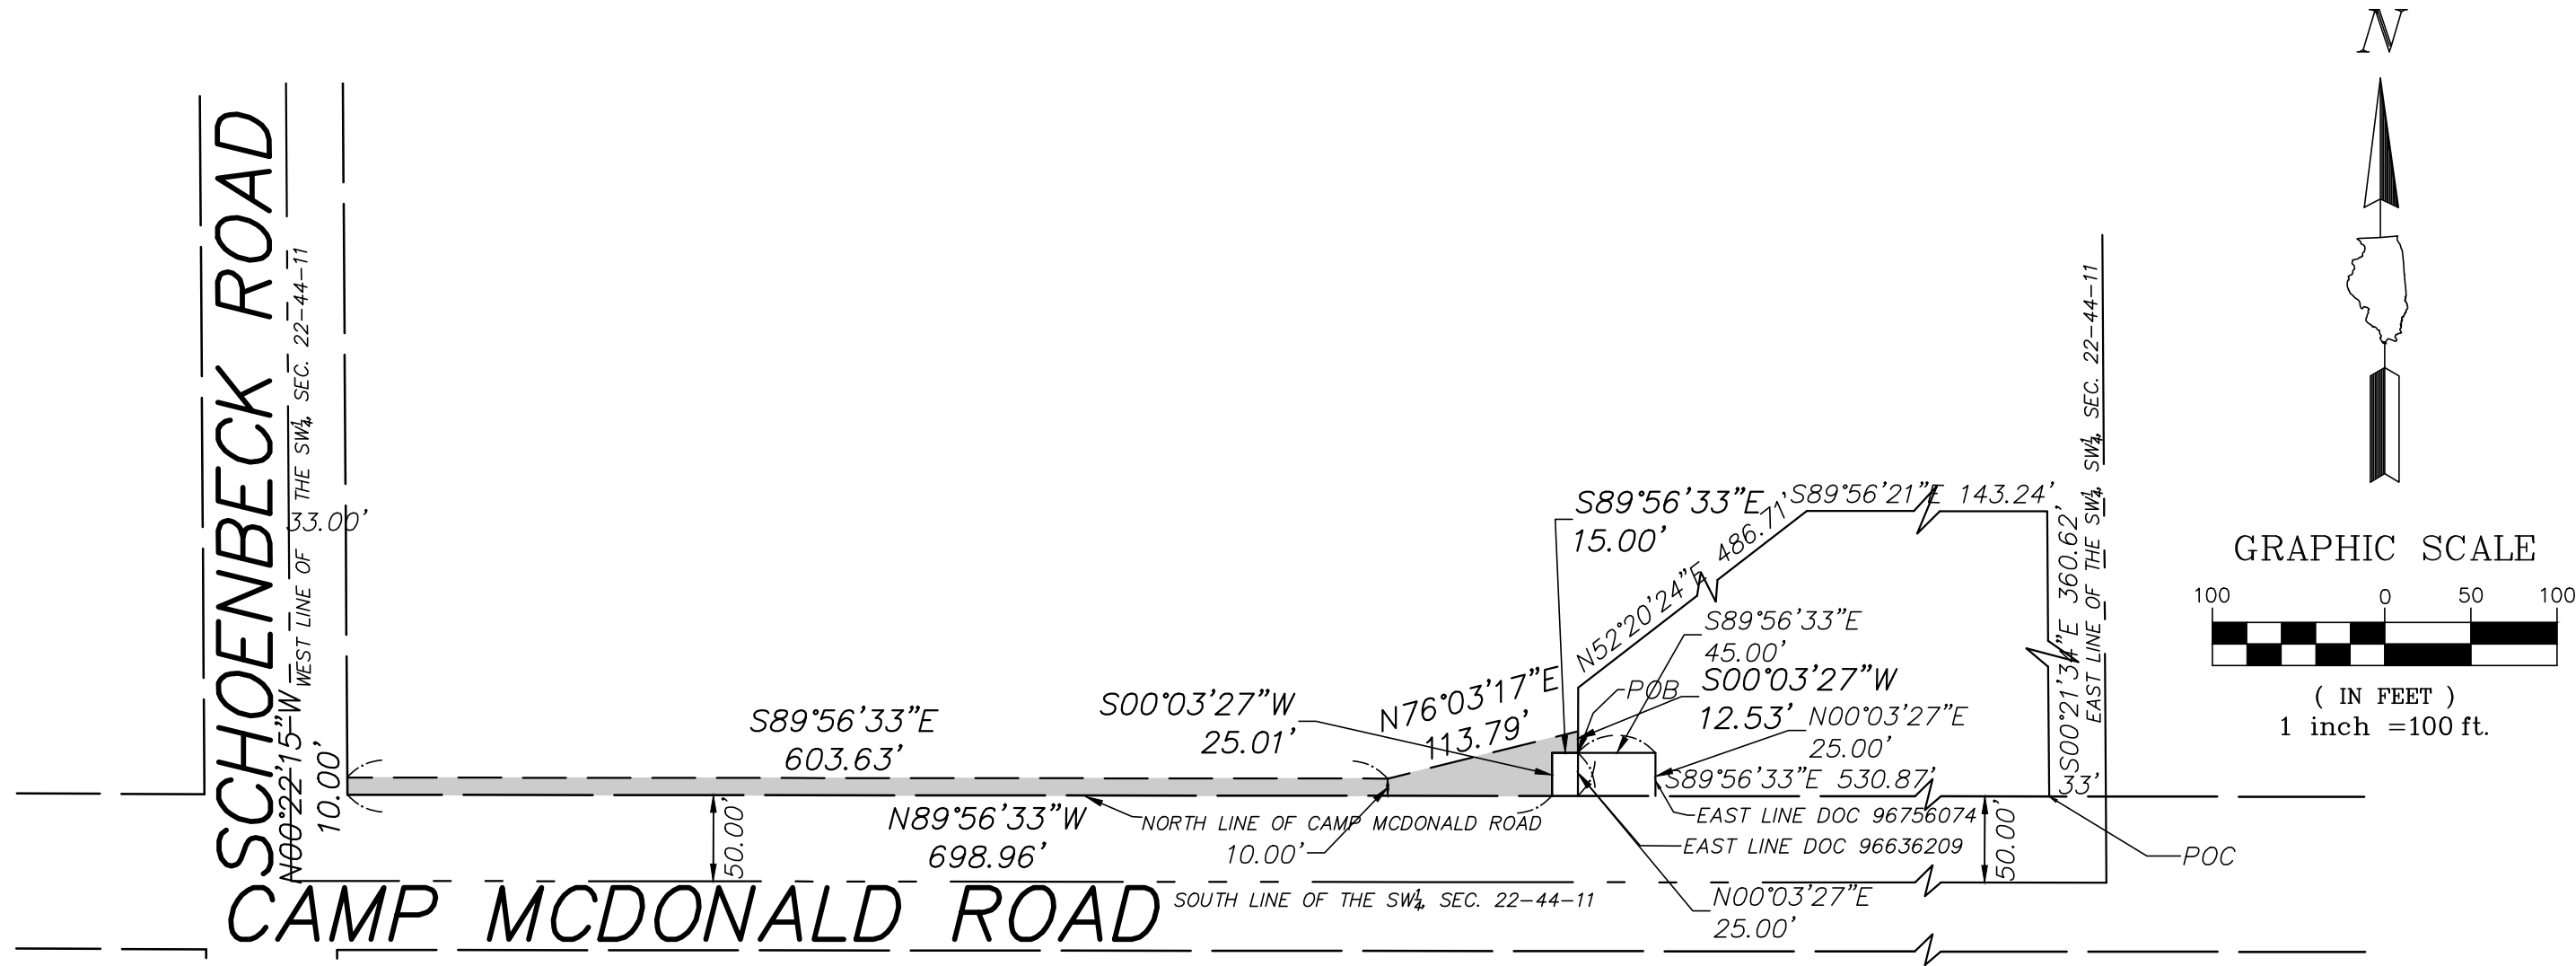 N
SCHOENBECK ROAD
WEST LINE OF THE SW¼, SEC. 22-44-11
33.00'
N00°22'15"W
10.00'
S89°56'33"E
603.63'
N89°56'33"W
698.96'
50.00'
NORTH LINE OF CAMP MCDONALD ROAD
10.00'
S00°03'27"W
25.01'
N76°03'17"E
113.79'
S89°56'33"E
15.00'
N52°20'24"E 486.71'
S89°56'21"E 143.24'
S89°56'33"E
45.00'
POB
S00°03'27"W
12.53'
N00°03'27"E
25.00'
S89°56'33"E 530.87'
EAST LINE DOC 96756074
EAST LINE DOC 96636209
N00°03'27"E
25.00'
S00°21'34"E 360.62'
EAST LINE OF THE SW¼, SW¼, SEC. 22-44-11
33'
50.00'
POC
CAMP MCDONALD ROAD
SOUTH LINE OF THE SW¼, SEC. 22-44-11
GRAPHIC SCALE
100 0 50 100
( IN FEET )
1 inch =100 ft.